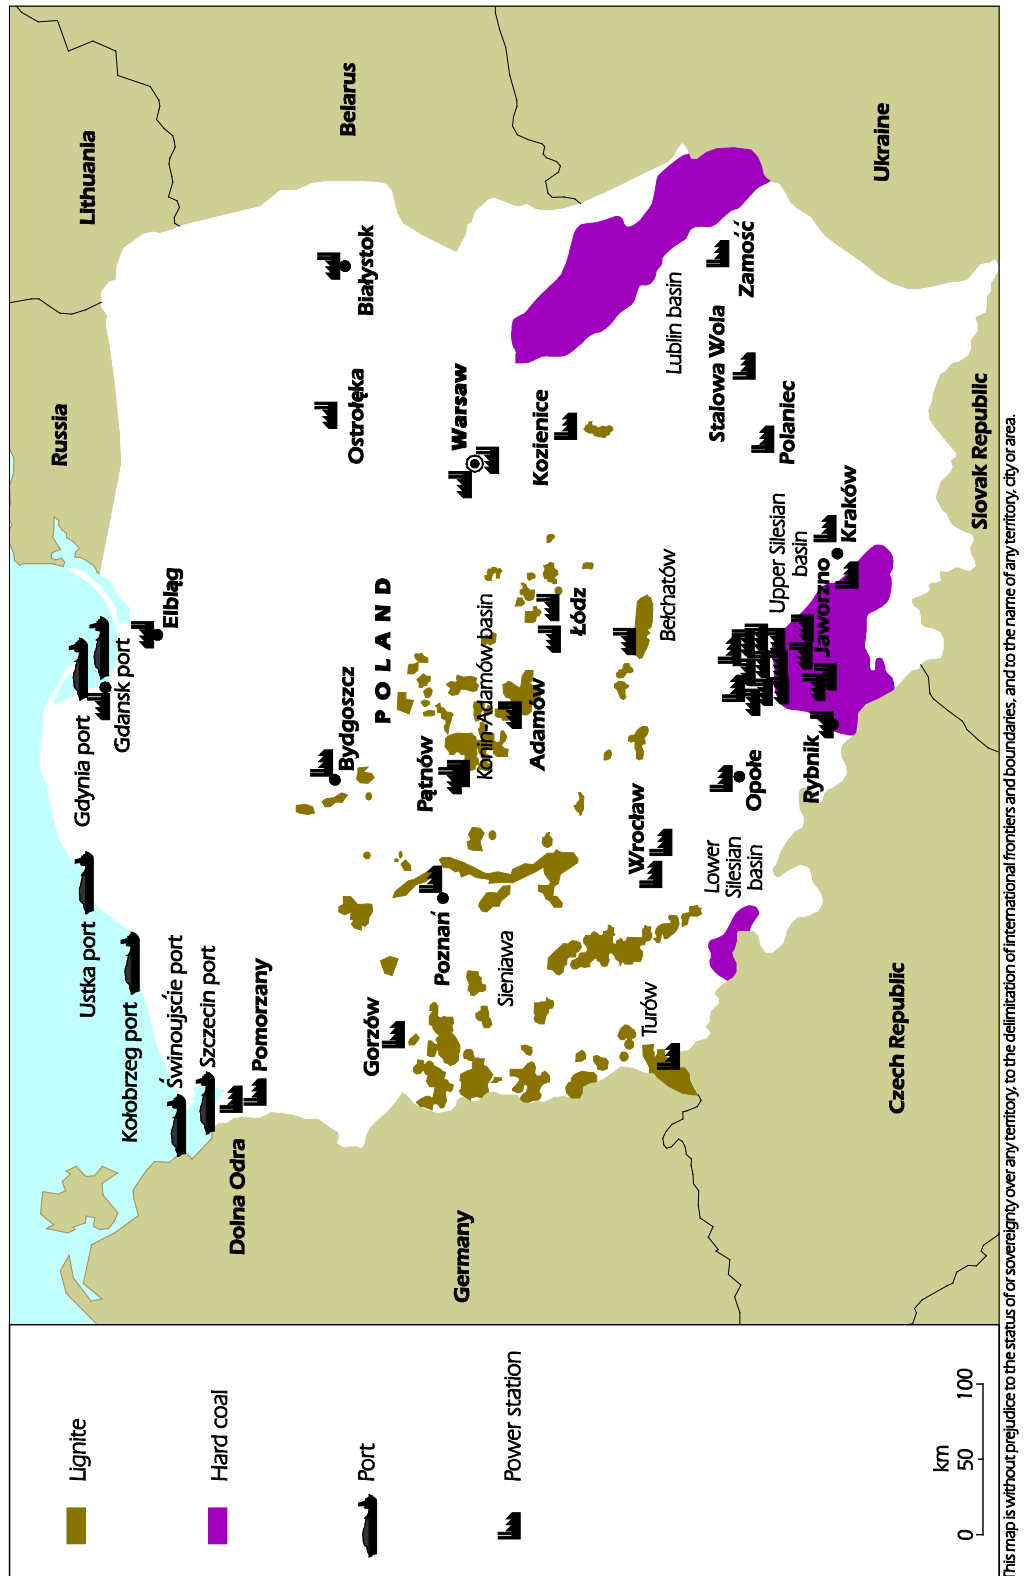 Lithuania
Russia
Belarus
Ukraine
Slovak Republic
Czech Republic
Germany
POLAND
Gdynia port
Gdansk port
Elbląg
Ustka port
Kołobrzeg port
Świnoujście port
Szczecin port
Pomorzany
Dolna Odra
Białystok
Ostrołęka
Bydgoszcz
Warsaw
Gorzów
Poznań
Pątnów
Konin-Adamów basin
Adamów
Sieniawa
Łódz
Kozienice
Lublin basin
Bełchatów
Wrocław
Turów
Zamość
Stalowa Wola
Polaniec
Lower
Silesian
basin
Opołe
Upper Silesian
basin
Jaworzno
Kraków
Rybnik
Lignite
Hard coal
Port
Power station
km
0 50 100
This map is without prejudice to the status of or sovereignty over any territory, to the delimitation of international frontiers and boundaries, and to the name of any territory, city or area.